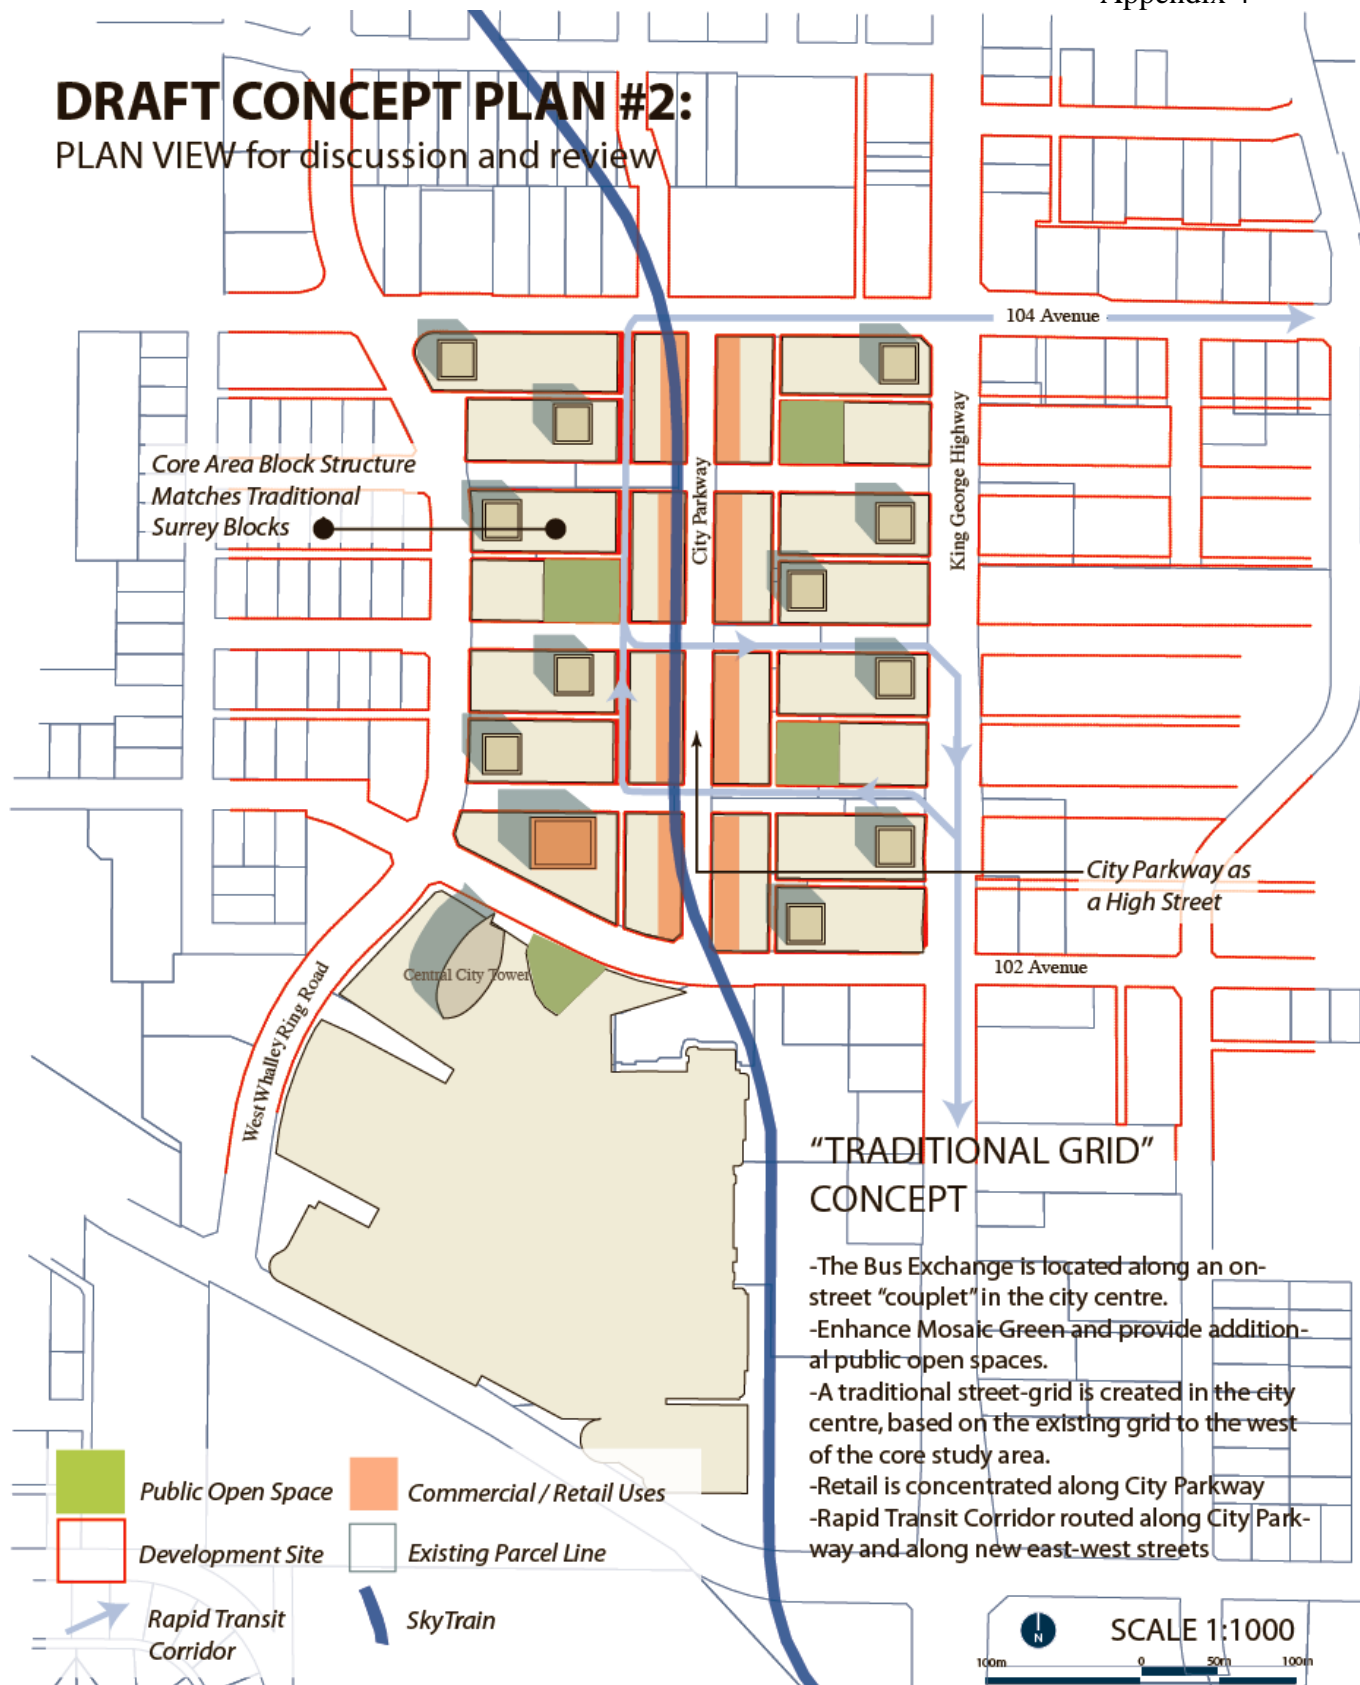 DRAFT CONCEPT PLAN #2:
PLAN VIEW for discussion and review
104 Avenue
King George Highway
City Parkway
Core Area Block Structure
Matches Traditional
Surrey Blocks
City Parkway as
a High Street
102 Avenue
Central City Tower
West Whalley Ring Road
"TRADITIONAL GRID"
CONCEPT
-The Bus Exchange is located along an on-
street "couplet" in the city centre.
-Enhance Mosaic Green and provide addition-
al public open spaces.
-A traditional street-grid is created in the city
centre, based on the existing grid to the west
of the core study area.
-Retail is concentrated along City Parkway
-Rapid Transit Corridor routed along City Park-
way and along new east-west streets
Public Open Space
Commercial / Retail Uses
Development Site
Existing Parcel Line
Rapid Transit
Corridor
SkyTrain
N
SCALE 1:1000
100m 0 50m 100m